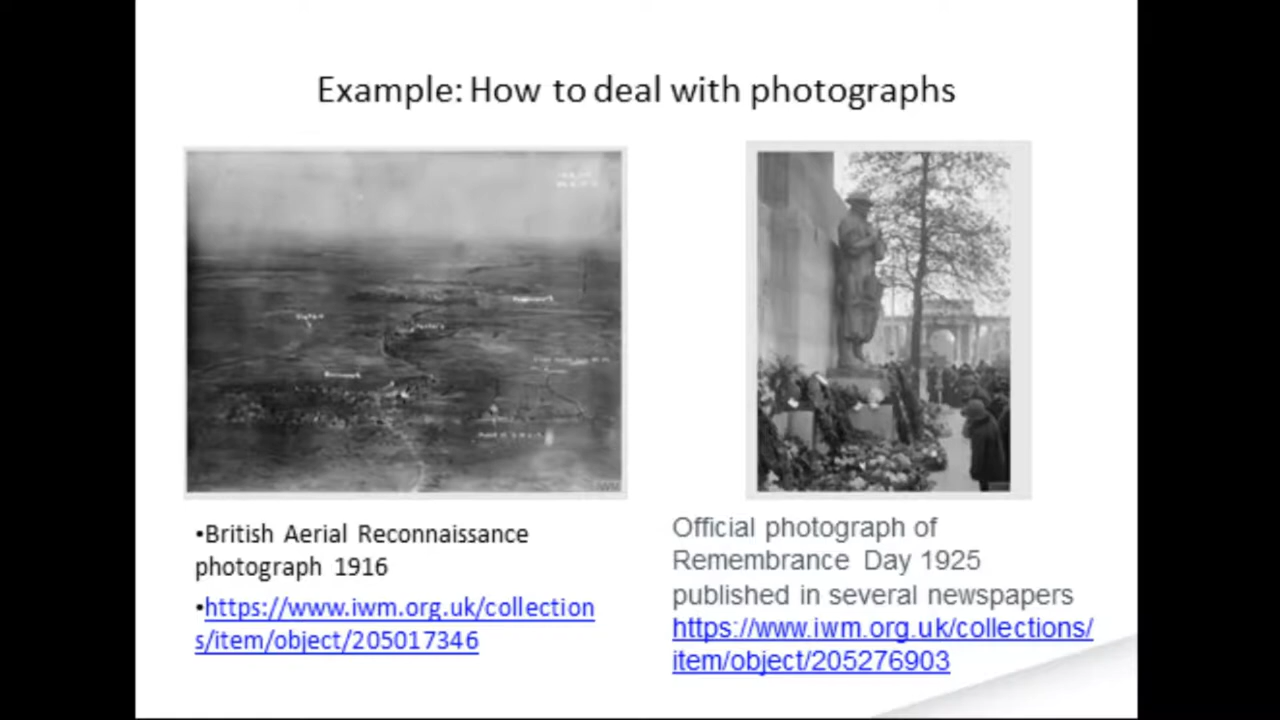 Example: How to deal with photographs
•British Aerial Reconnaissance
photograph 1916
•https://www.iwm.org.uk/collection
s/item/object/205017346
Official photograph of
Remembrance Day 1925
published in several newspapers
https://www.iwm.org.uk/collections/
item/object/205276903